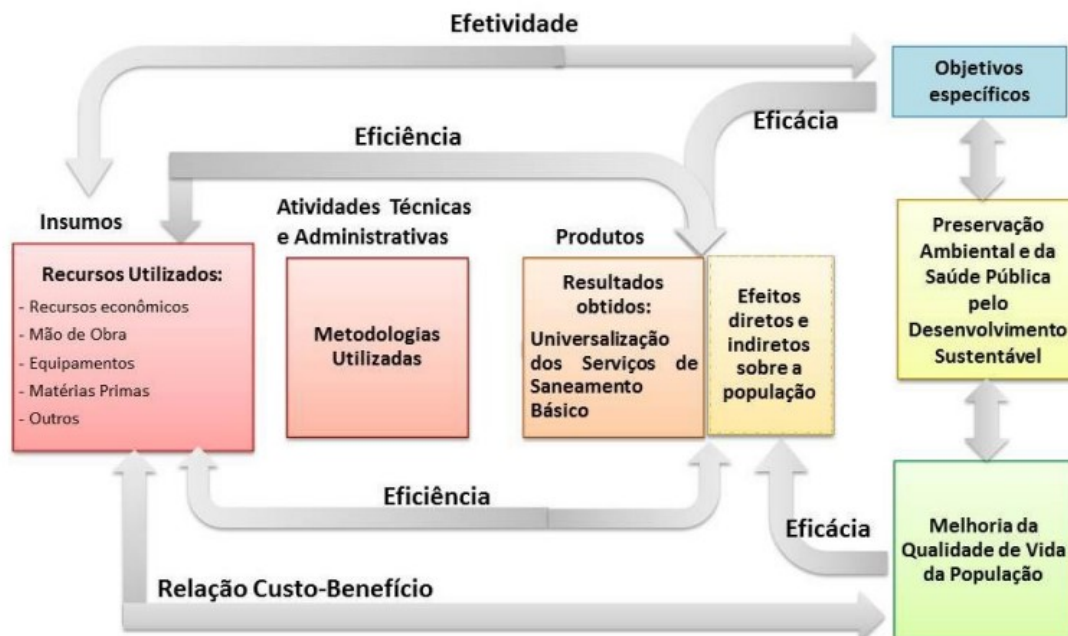 Efetividade
Objetivos
específicos
Eficácia
Eficiência
Insumos
Recursos Utilizados:
- Recursos econômicos
- Mão de Obra
- Equipamentos
- Matérias Primas
- Outros
Atividades Técnicas
e Administrativas
Metodologias
Utilizadas
Produtos
Resultados
obtidos:
Universalização
dos Serviços de
Saneamento
Básico
Efeitos
diretos e
indiretos
sobre a
população
Preservação
Ambiental e da
Saúde Pública
pelo
Desenvolvimento
Sustentável
Eficiência
Eficácia
Melhoria da
Qualidade de Vida
da População
Relação Custo-Benefício